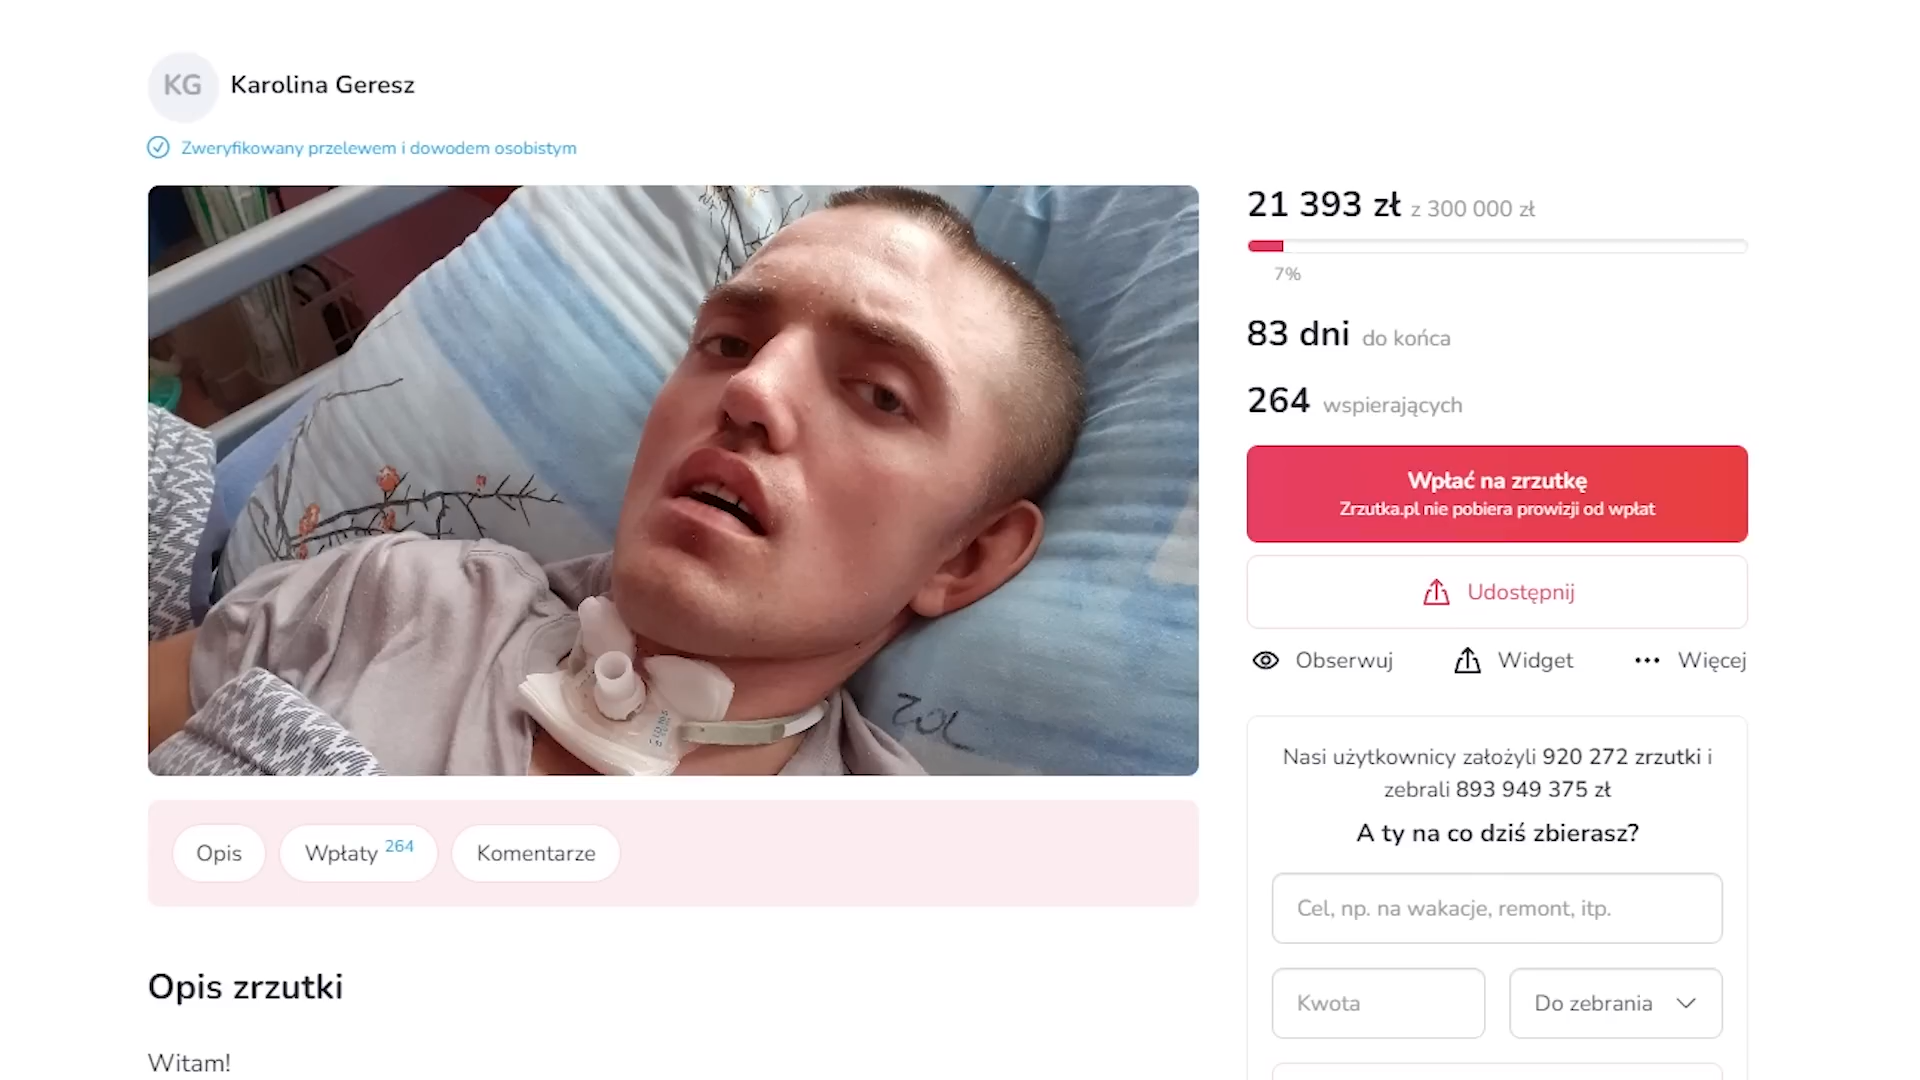 KG
Karolina Geresz
Zweryfikowany przelewem i dowodem osobistym
ZOL
21 393 zł z 300 000 zł
7%
83 dni do końca
264 wspierających
Wpłać na zrzutkę
Zrzutka.pl nie pobiera prowizji od wpłat
Udostępnij
Obserwuj
Widget
Więcej
Nasi użytkownicy założyli 920 272 zrzutki i
zebrali 893 949 375 zł
A ty na co dziś zbierasz?
Cel, np. na wakacje, remont, itp.
Kwota
Do zebrania
Opis
Wpłaty 264
Komentarze
Opis zrzutki
Witam!